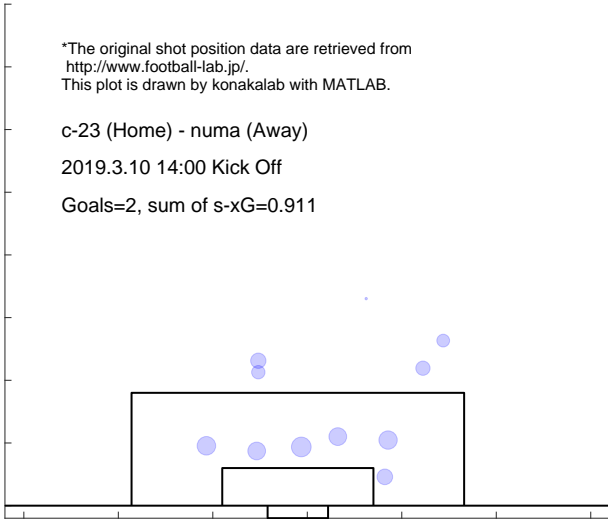 *The original shot position data are retrieved from
http://www.football-lab.jp/.
This plot is drawn by konakalab with MATLAB.
c-23 (Home) - numa (Away)
2019.3.10 14:00 Kick Off
Goals=2, sum of s-xG=0.911